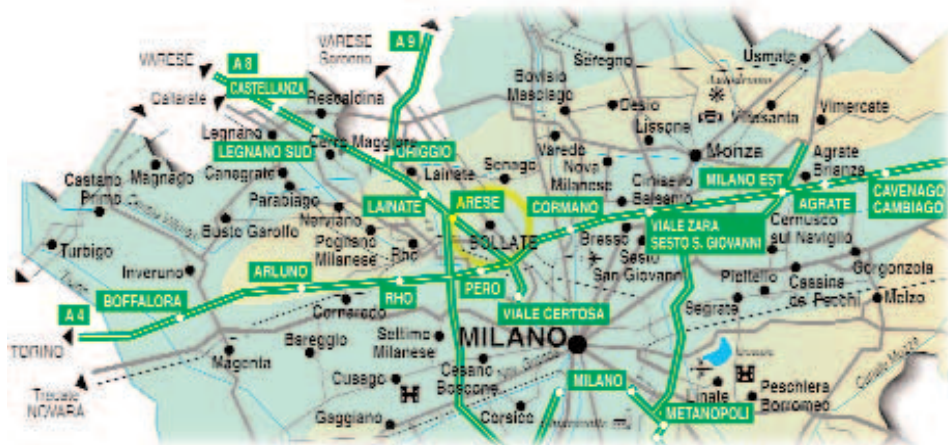 VARESE
A 8
VARESE
A 9
CASTELLANZA
Rescaldina
Seregno
Usmate
Bovisio
Masciago
Desio
Villasanta
Vimercate
Legnano
LEGNANO SUD
ORIGGIO
Lissone
Monza
Varedo
Nova
Milanese
Senago
Lainate
Canegrate
Parabiago
Castano
Primo
Magnago
LAINATE
ARESE
CORMANO
Cinisello
Balsamo
MILANO EST
Agrate
Brianza
AGRATE
CAVENAGO
CAMBIAGO
Nerviano
Busto Garolfo
Pogliano
Milanese
Rho
BOLLATE
Bresso
Sesto
San Giovanni
VIALE ZARA
SESTO S. GIOVANNI
Cernusco
sul Naviglio
Gorgonzola
Turbigo
Inveruno
ARLUNO
RHO
PERO
Pioltello
Cassina
de Pecchi
Melzo
BOFFALORA
A 4
Cornaredo
VIALE CERTOSA
Segrate
TORINO
Magenta
Bareggio
Settimo
Milanese
MILANO
Trecate
NOVARA
Cusago
Cesano
Boscone
MILANO
Linate
Peschiera
Borromeo
Gaggiano
Corsico
METANOPOLI